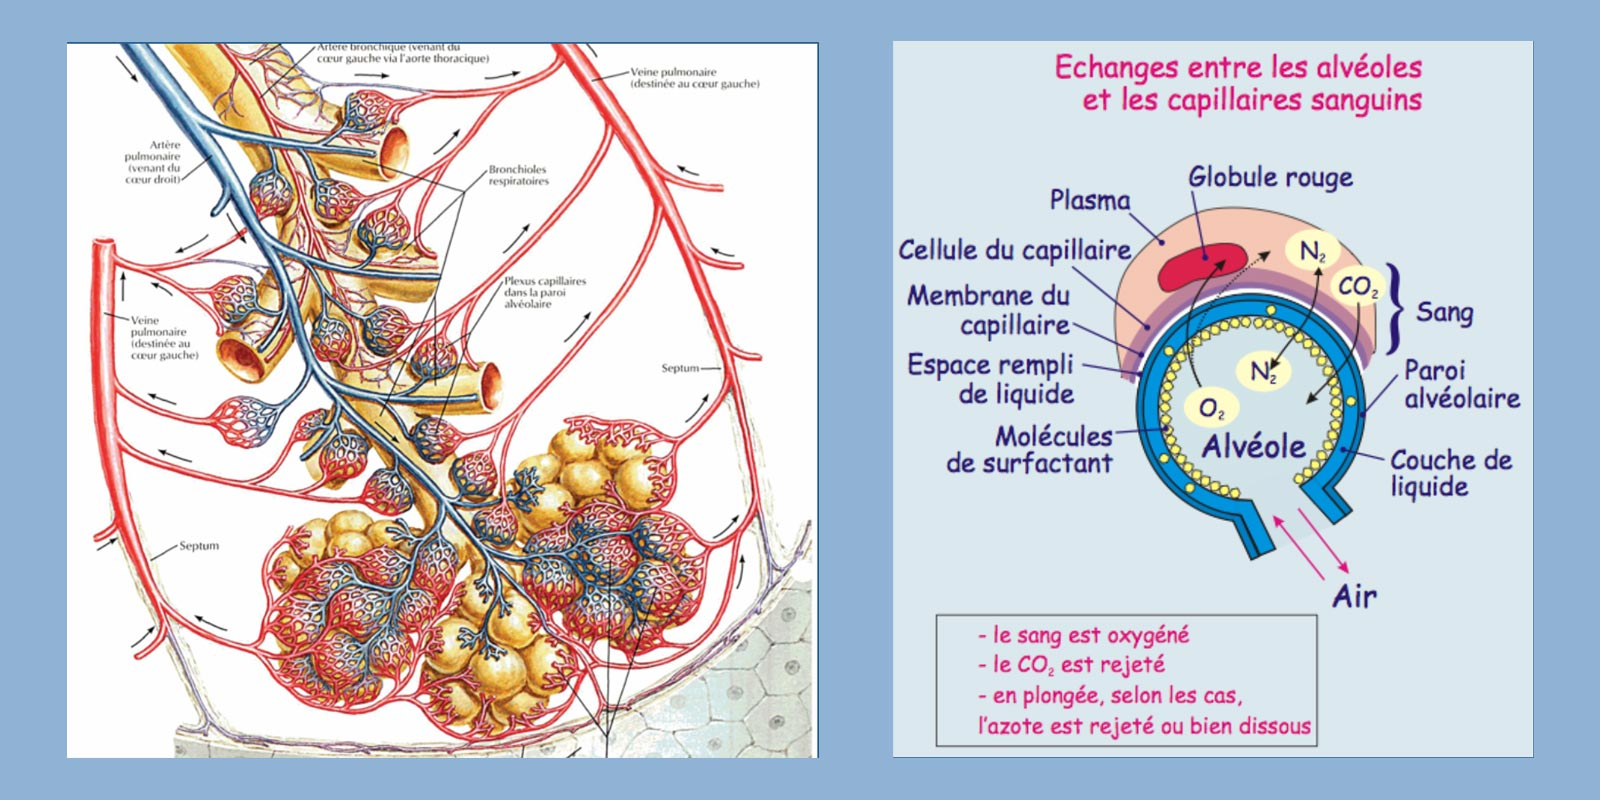 Artère bronchique (venant du
cœur gauche via l'aorte thoracique)
Veine pulmonaire
(destinée au cœur gauche)
Artère
pulmonaire
(venant du
cœur droit)
Bronchioles
respiratoires
Plexus capillaires
dans la paroi
alvéolaire
Veine
pulmonaire
(destinée au
cœur gauche)
Septum
Septum
Echanges entre les alvéoles
et les capillaires sanguins
Globule rouge
Plasma
Cellule du capillaire
Membrane du
capillaire
Espace rempli
de liquide
Molécules
de surfactant
N₂
CO₂
Sang
N₂
O₂
Alvéole
Paroi
alvéolaire
Couche de
liquide
Air
- le sang est oxygéné
- le CO₂ est rejeté
- en plongée, selon les cas,
l'azote est rejeté ou bien dissous